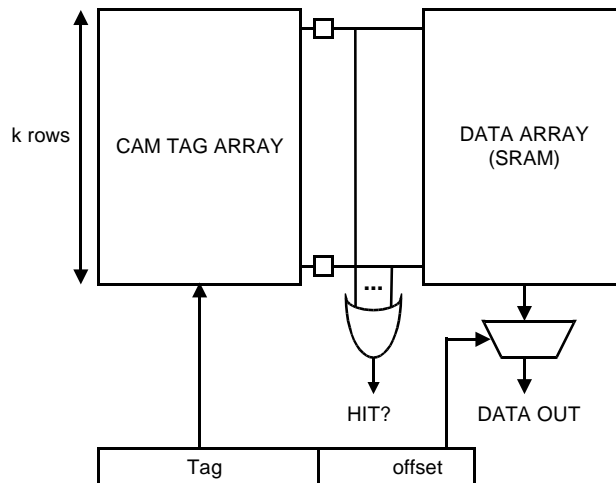 k rows
CAM TAG ARRAY
DATA ARRAY
(SRAM)
...
HIT?
DATA OUT
Tag
offset